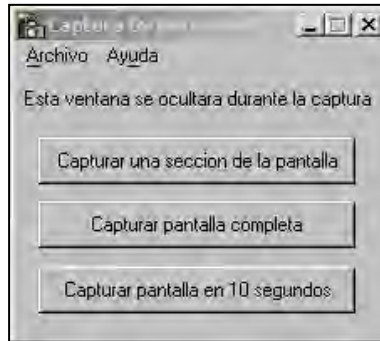 Captura
Archivo Ayuda
Esta ventana se ocultara durante la captura
Capturar una seccion de la pantalla
Capturar pantalla completa
Capturar pantalla en 10 segundos